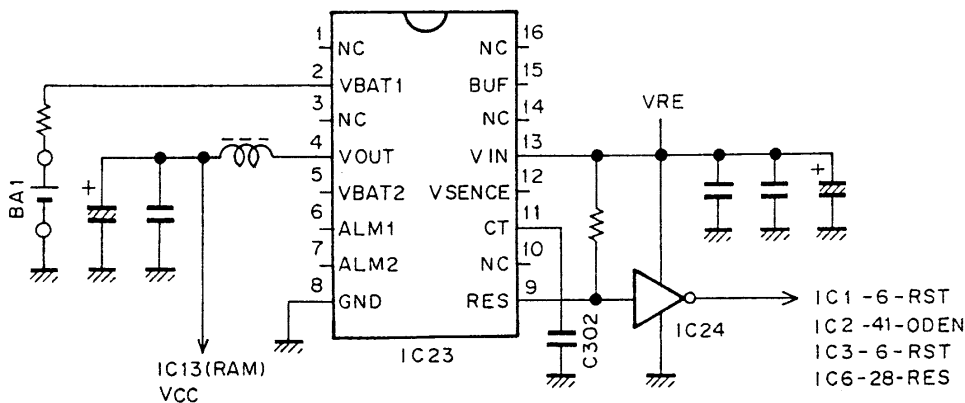 1 NC
16 NC
2 VBAT1
15 BUF
3 NC
14 NC
VRE
4 VOUT
13 VIN
5 VBAT2
12 VSENCE
6 ALM1
11 CT
7 ALM2
10 NC
8 GND
9 RES
+
BA1
+
C302
IC23
IC24
IC13(RAM)
VCC
IC1-6-RST
IC2-41-ODEN
IC3-6-RST
IC6-28-RES